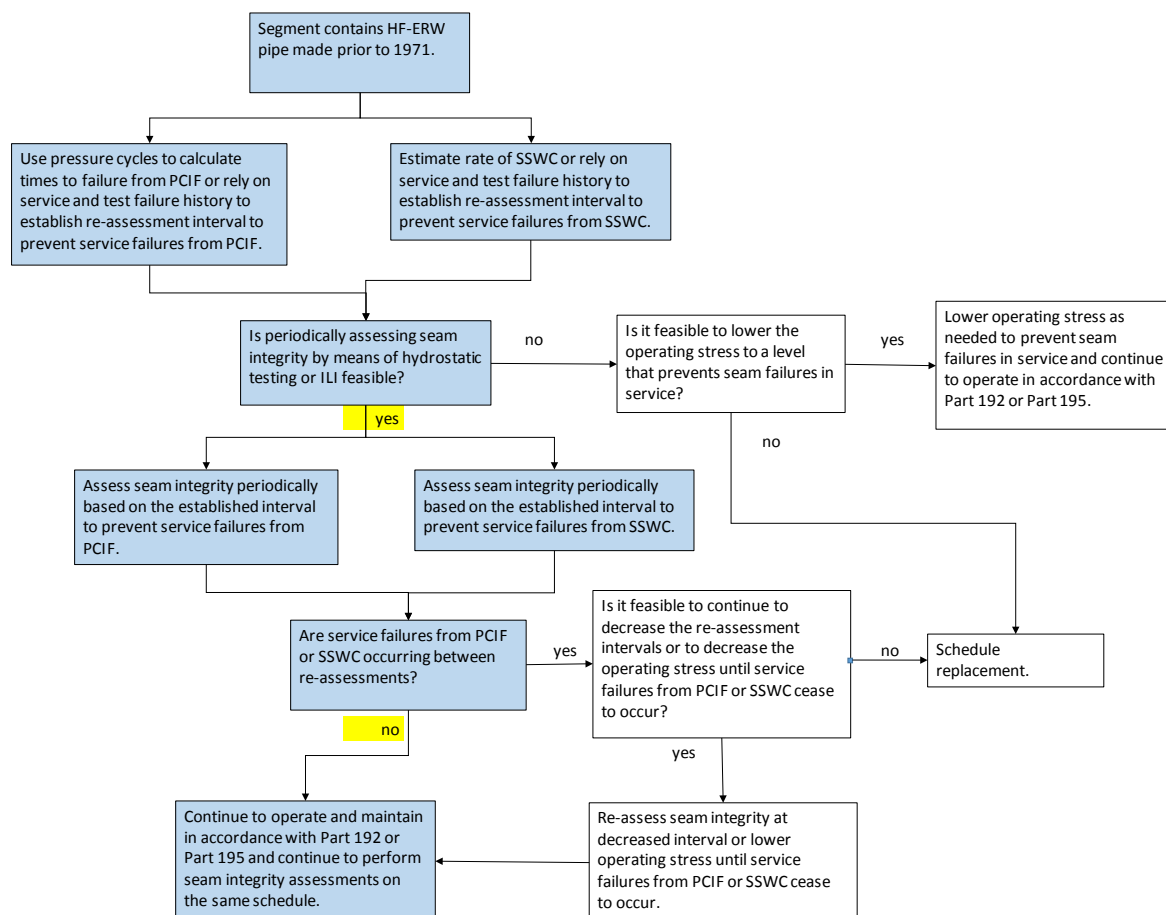 Segment contains HF-ERW
pipe made prior to 1971.
Use pressure cycles to calculate
times to failure from PCIF or rely on
service and test failure history to
establish re-assessment interval to
prevent service failures from PCIF.
Estimate rate of SSWC or rely on
service and test failure history to
establish re-assessment interval to
prevent service failures from SSWC.
Is periodically assessing seam
integrity by means of hydrostatic
testing or ILI feasible?
no
Is it feasible to lower the
operating stress to a level
that prevents seam failures in
service?
yes
Lower operating stress as
needed to prevent seam
failures in service and continue
to operate in accordance with
Part 192 or Part 195.
yes
no
Assess seam integrity periodically
based on the established interval
to prevent service failures from
PCIF.
Assess seam integrity periodically
based on the established interval
to prevent service failures from SSWC.
Are service failures from PCIF
or SSWC occurring between
re-assessments?
yes
Is it feasible to continue to
decrease the re-assessment
intervals or to decrease the
operating stress until service
failures from PCIF or SSWC cease
to occur?
no
Schedule
replacement.
no
yes
Continue to operate and maintain
in accordance with Part 192 or
Part 195 and continue to perform
seam integrity assessments on
the same schedule.
Re-assess seam integrity at
decreased interval or lower
operating stress until service
failures from PCIF or SSWC cease
to occur.